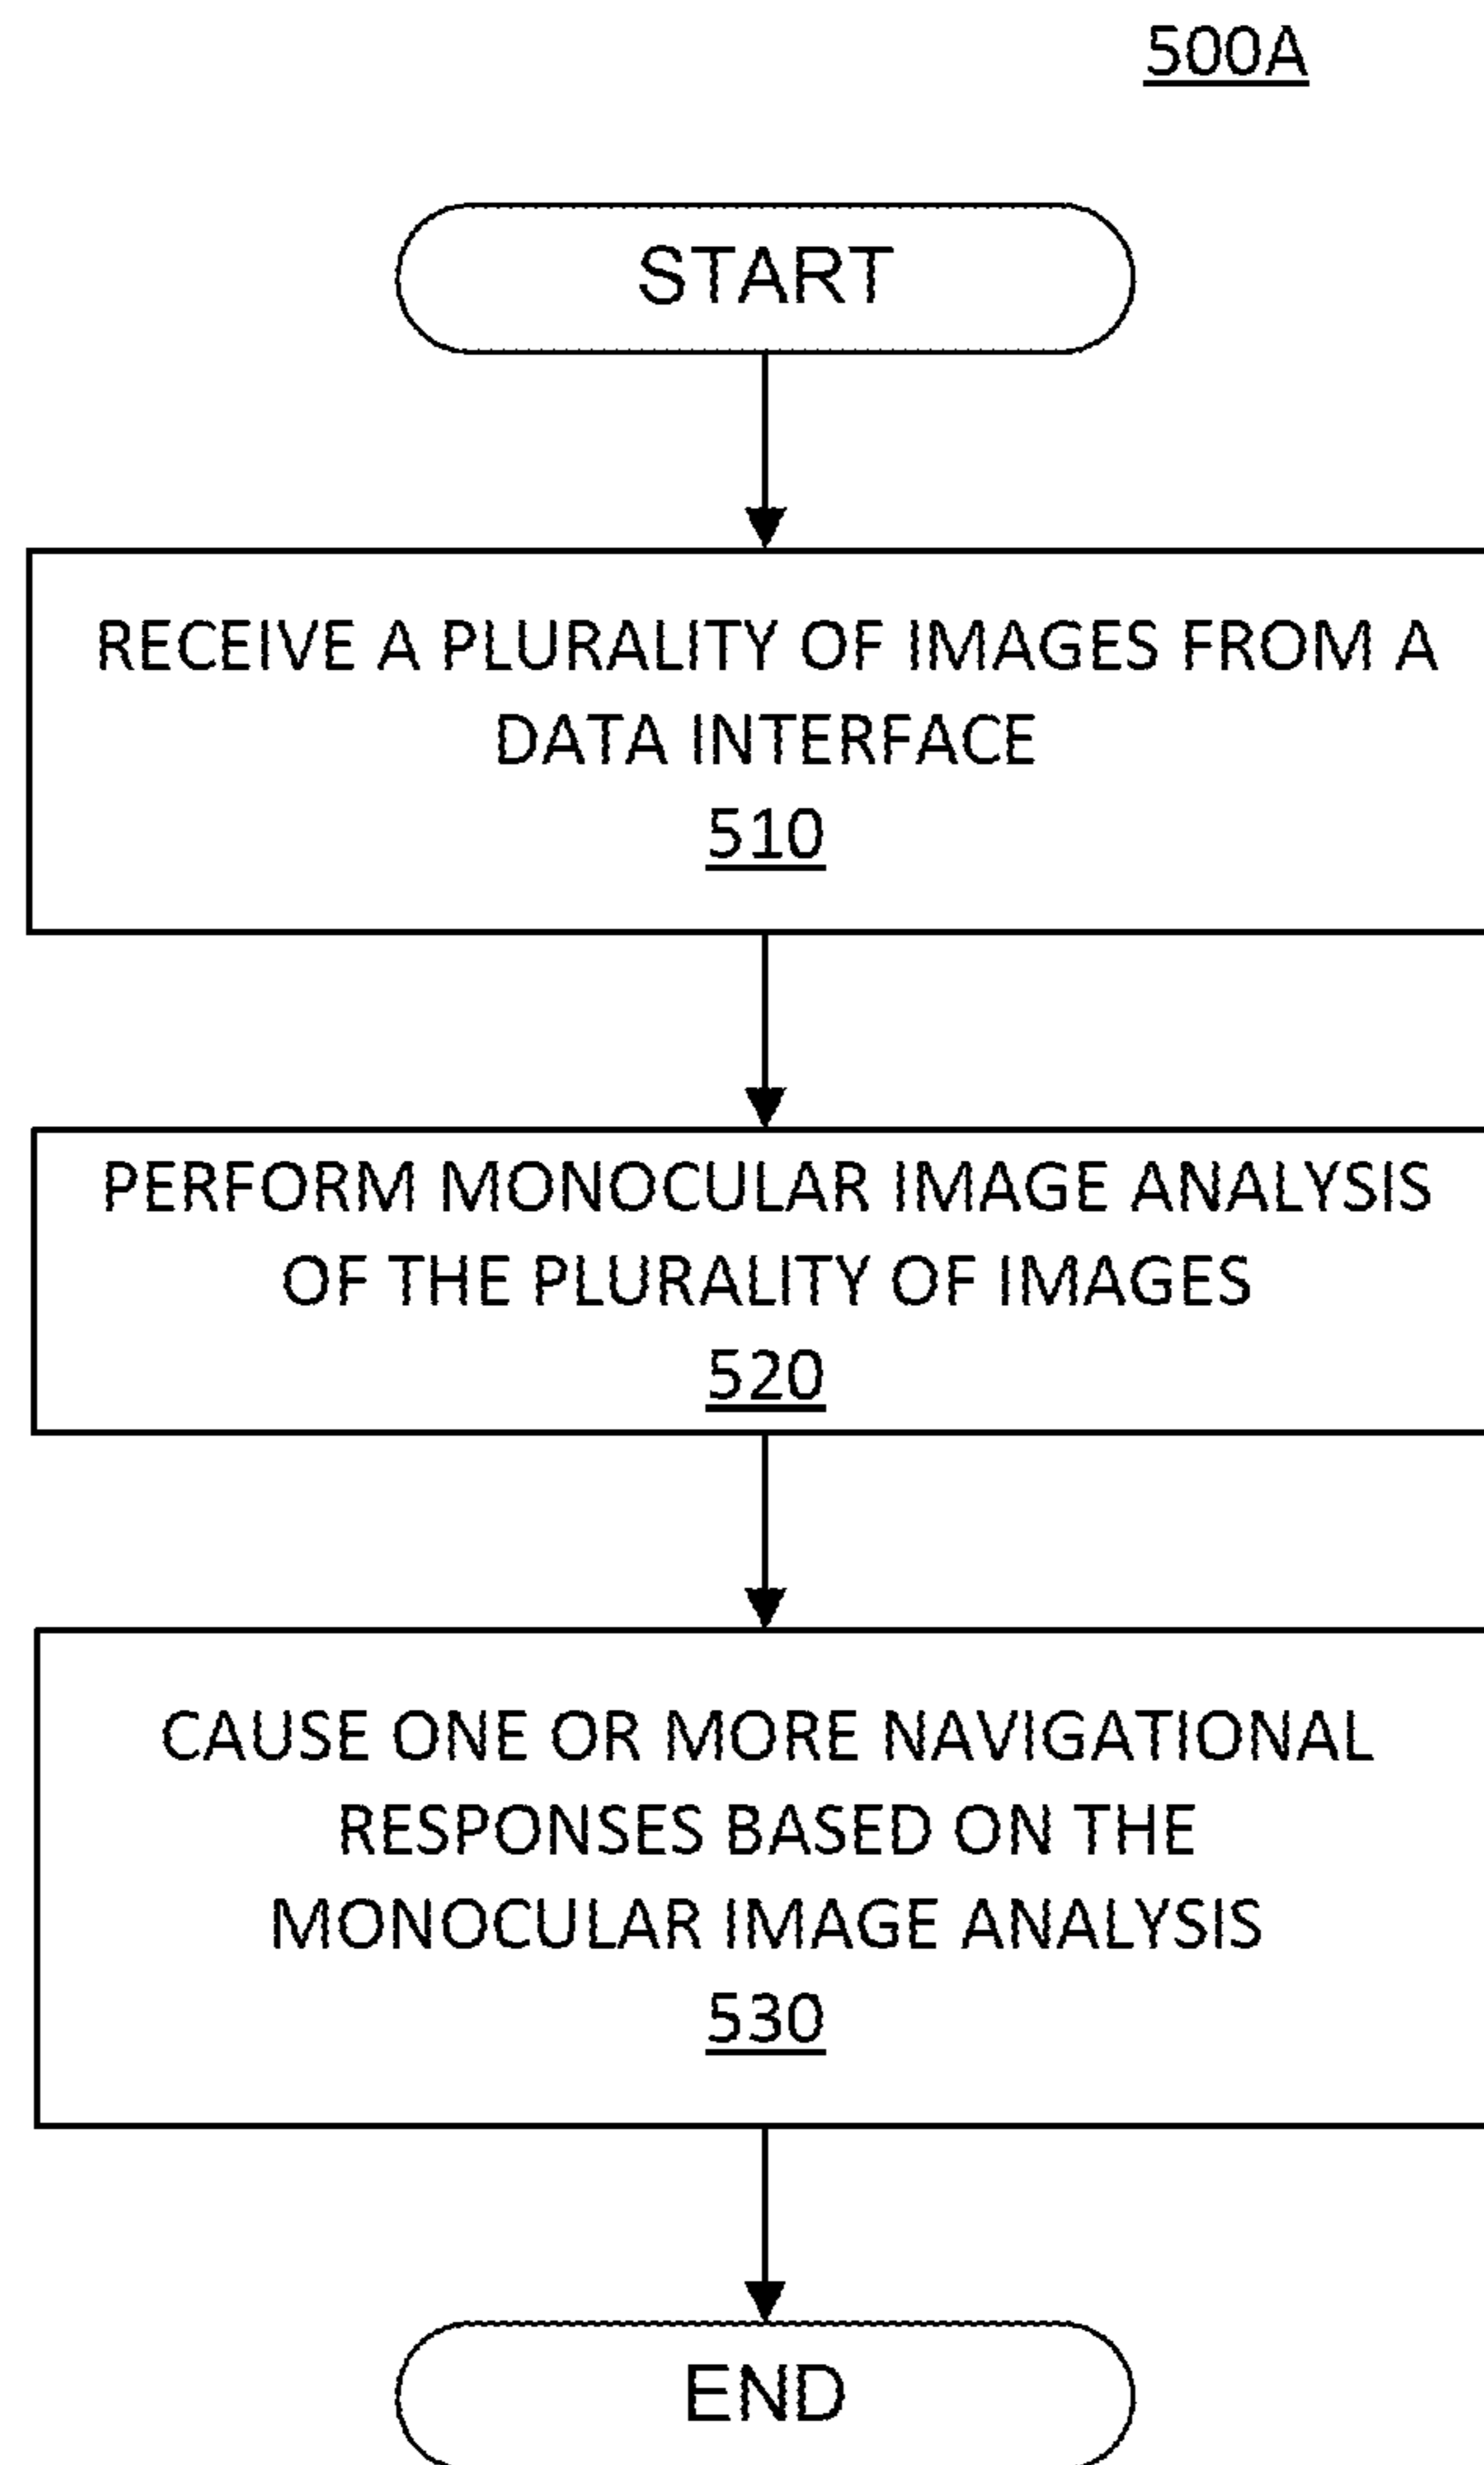 500A
START
RECEIVE A PLURALITY OF IMAGES FROM A
DATA INTERFACE
510
PERFORM MONOCULAR IMAGE ANALYSIS
OF THE PLURALITY OF IMAGES
520
CAUSE ONE OR MORE NAVIGATIONAL
RESPONSES BASED ON THE
MONOCULAR IMAGE ANALYSIS
530
END